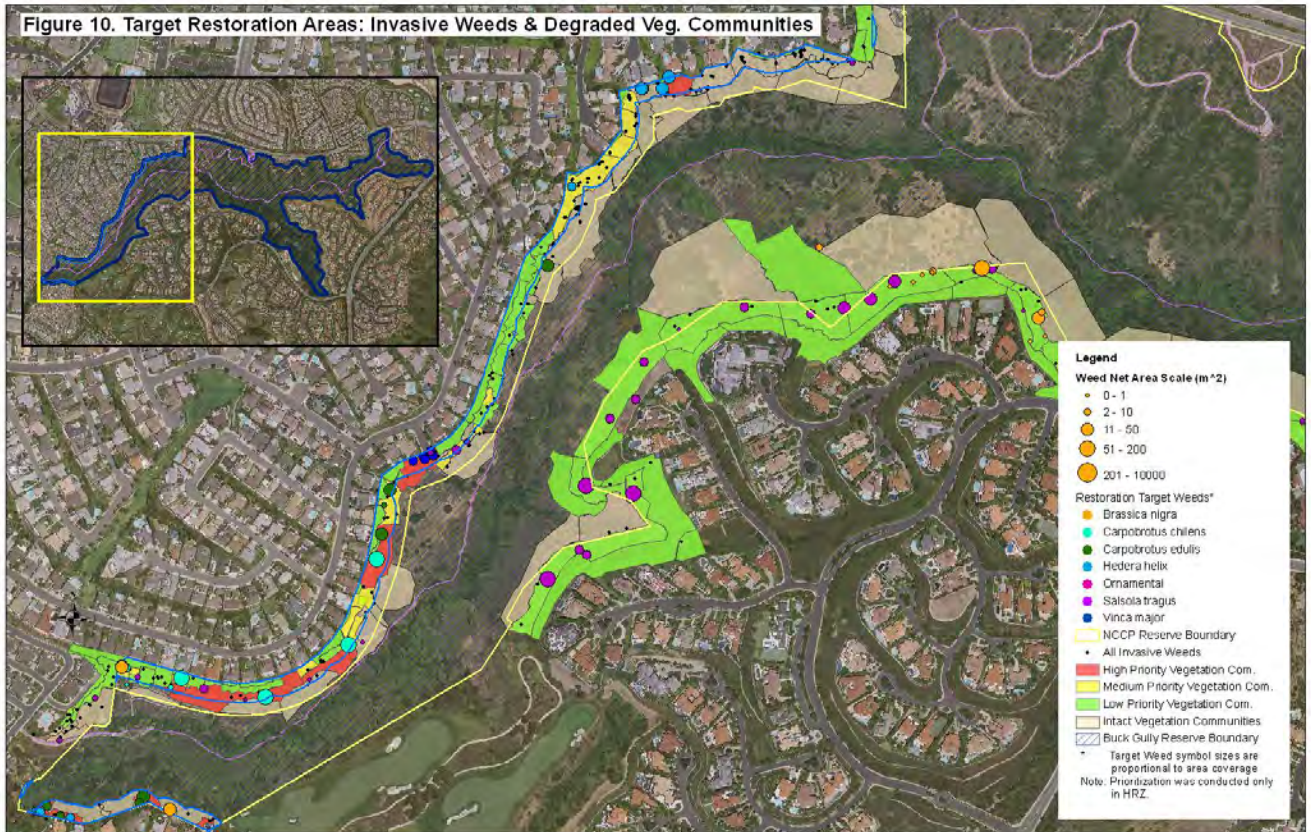 Figure 10. Target Restoration Areas: Invasive Weeds & Degraded Veg. Communities
Legend
Weed Net Area Scale (m^2)
0 - 1
2 - 10
11 - 50
51 - 200
201 - 10000
Restoration Target Weeds*
Brassica nigra
Carpobrotus chilens
Carpobrotus edulis
Hedera helix
Ornamental
Salsola tragus
Vinca major
NCCP Reserve Boundary
All Invasive Weeds
High Priority Vegetation Com.
Medium Priority Vegetation Com.
Low Priority Vegetation Com.
Intact Vegetation Communities
Buck Gully Reserve Boundary
* Target Weed symbol sizes are
proportional to area coverage
Note: Prioritization was conducted only
in HRZ.